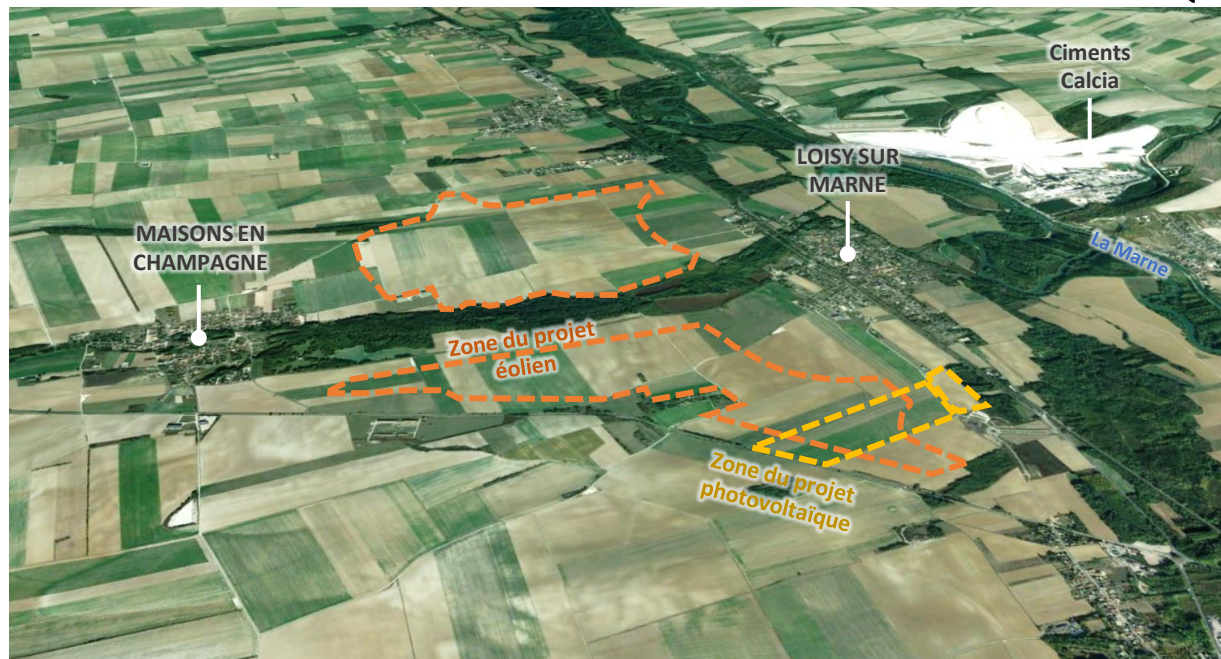 Ciments
Calcia
LOISY SUR
MARNE
MAISONS EN
CHAMPAGNE
La Marne
Zone du projet
éolien
Zone du projet
photovoltaïque